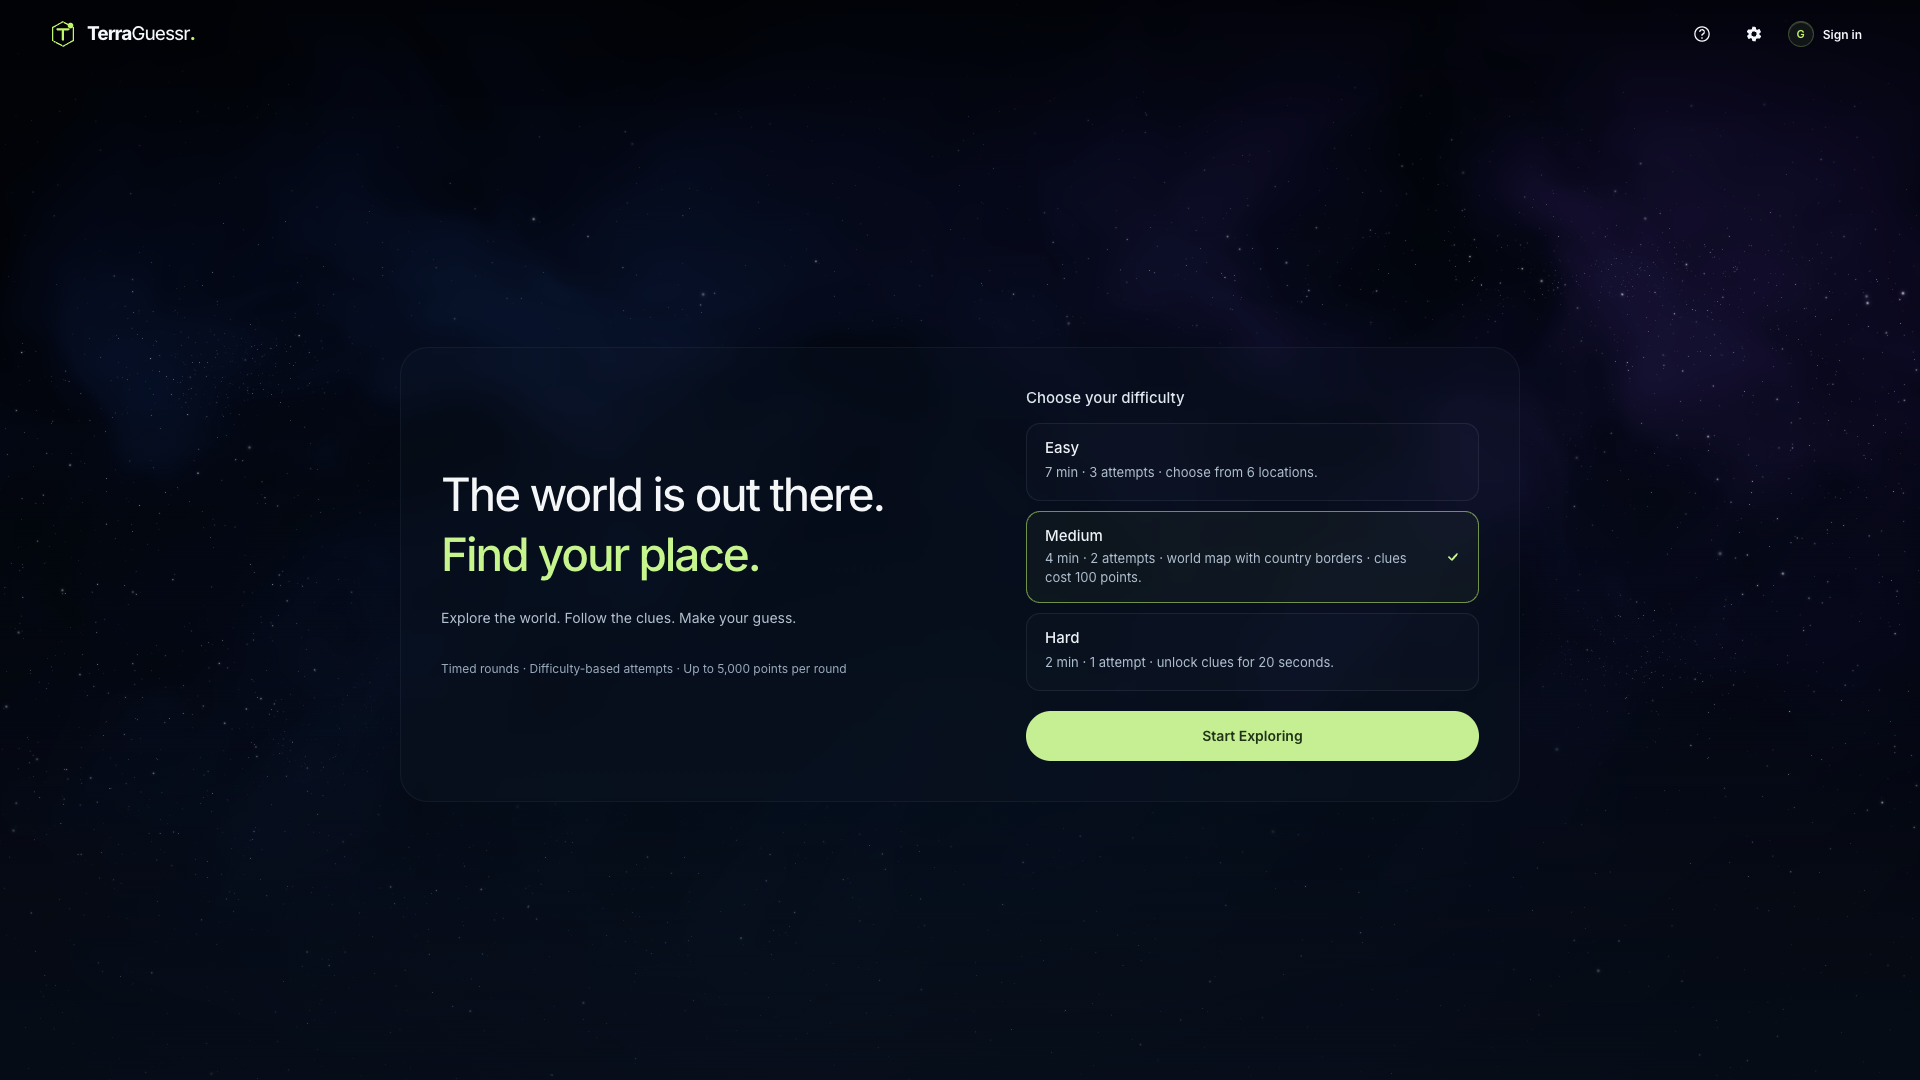 TerraGuessr.
G Sign in
The world is out there.
Find your place.
Explore the world. Follow the clues. Make your guess.
Timed rounds · Difficulty-based attempts · Up to 5,000 points per round
Choose your difficulty
Easy
7 min · 3 attempts · choose from 6 locations.
Medium
4 min · 2 attempts · world map with country borders · clues
cost 100 points.
Hard
2 min · 1 attempt · unlock clues for 20 seconds.
Start Exploring